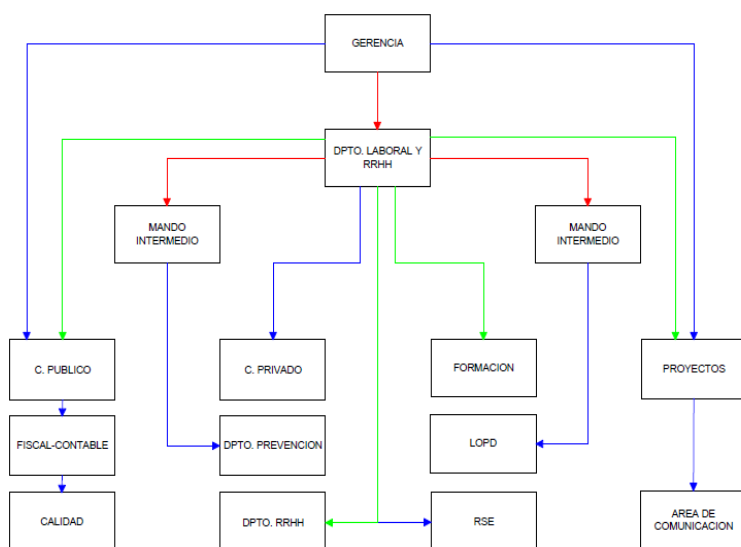 GERENCIA
DPTO. LABORAL Y
RRHH
MANDO
INTERMEDIO
MANDO
INTERMEDIO
C. PUBLICO
C. PRIVADO
FORMACION
PROYECTOS
FISCAL-CONTABLE
DPTO. PREVENCION
LOPD
CALIDAD
DPTO. RRHH
RSE
AREA DE
COMUNICACION